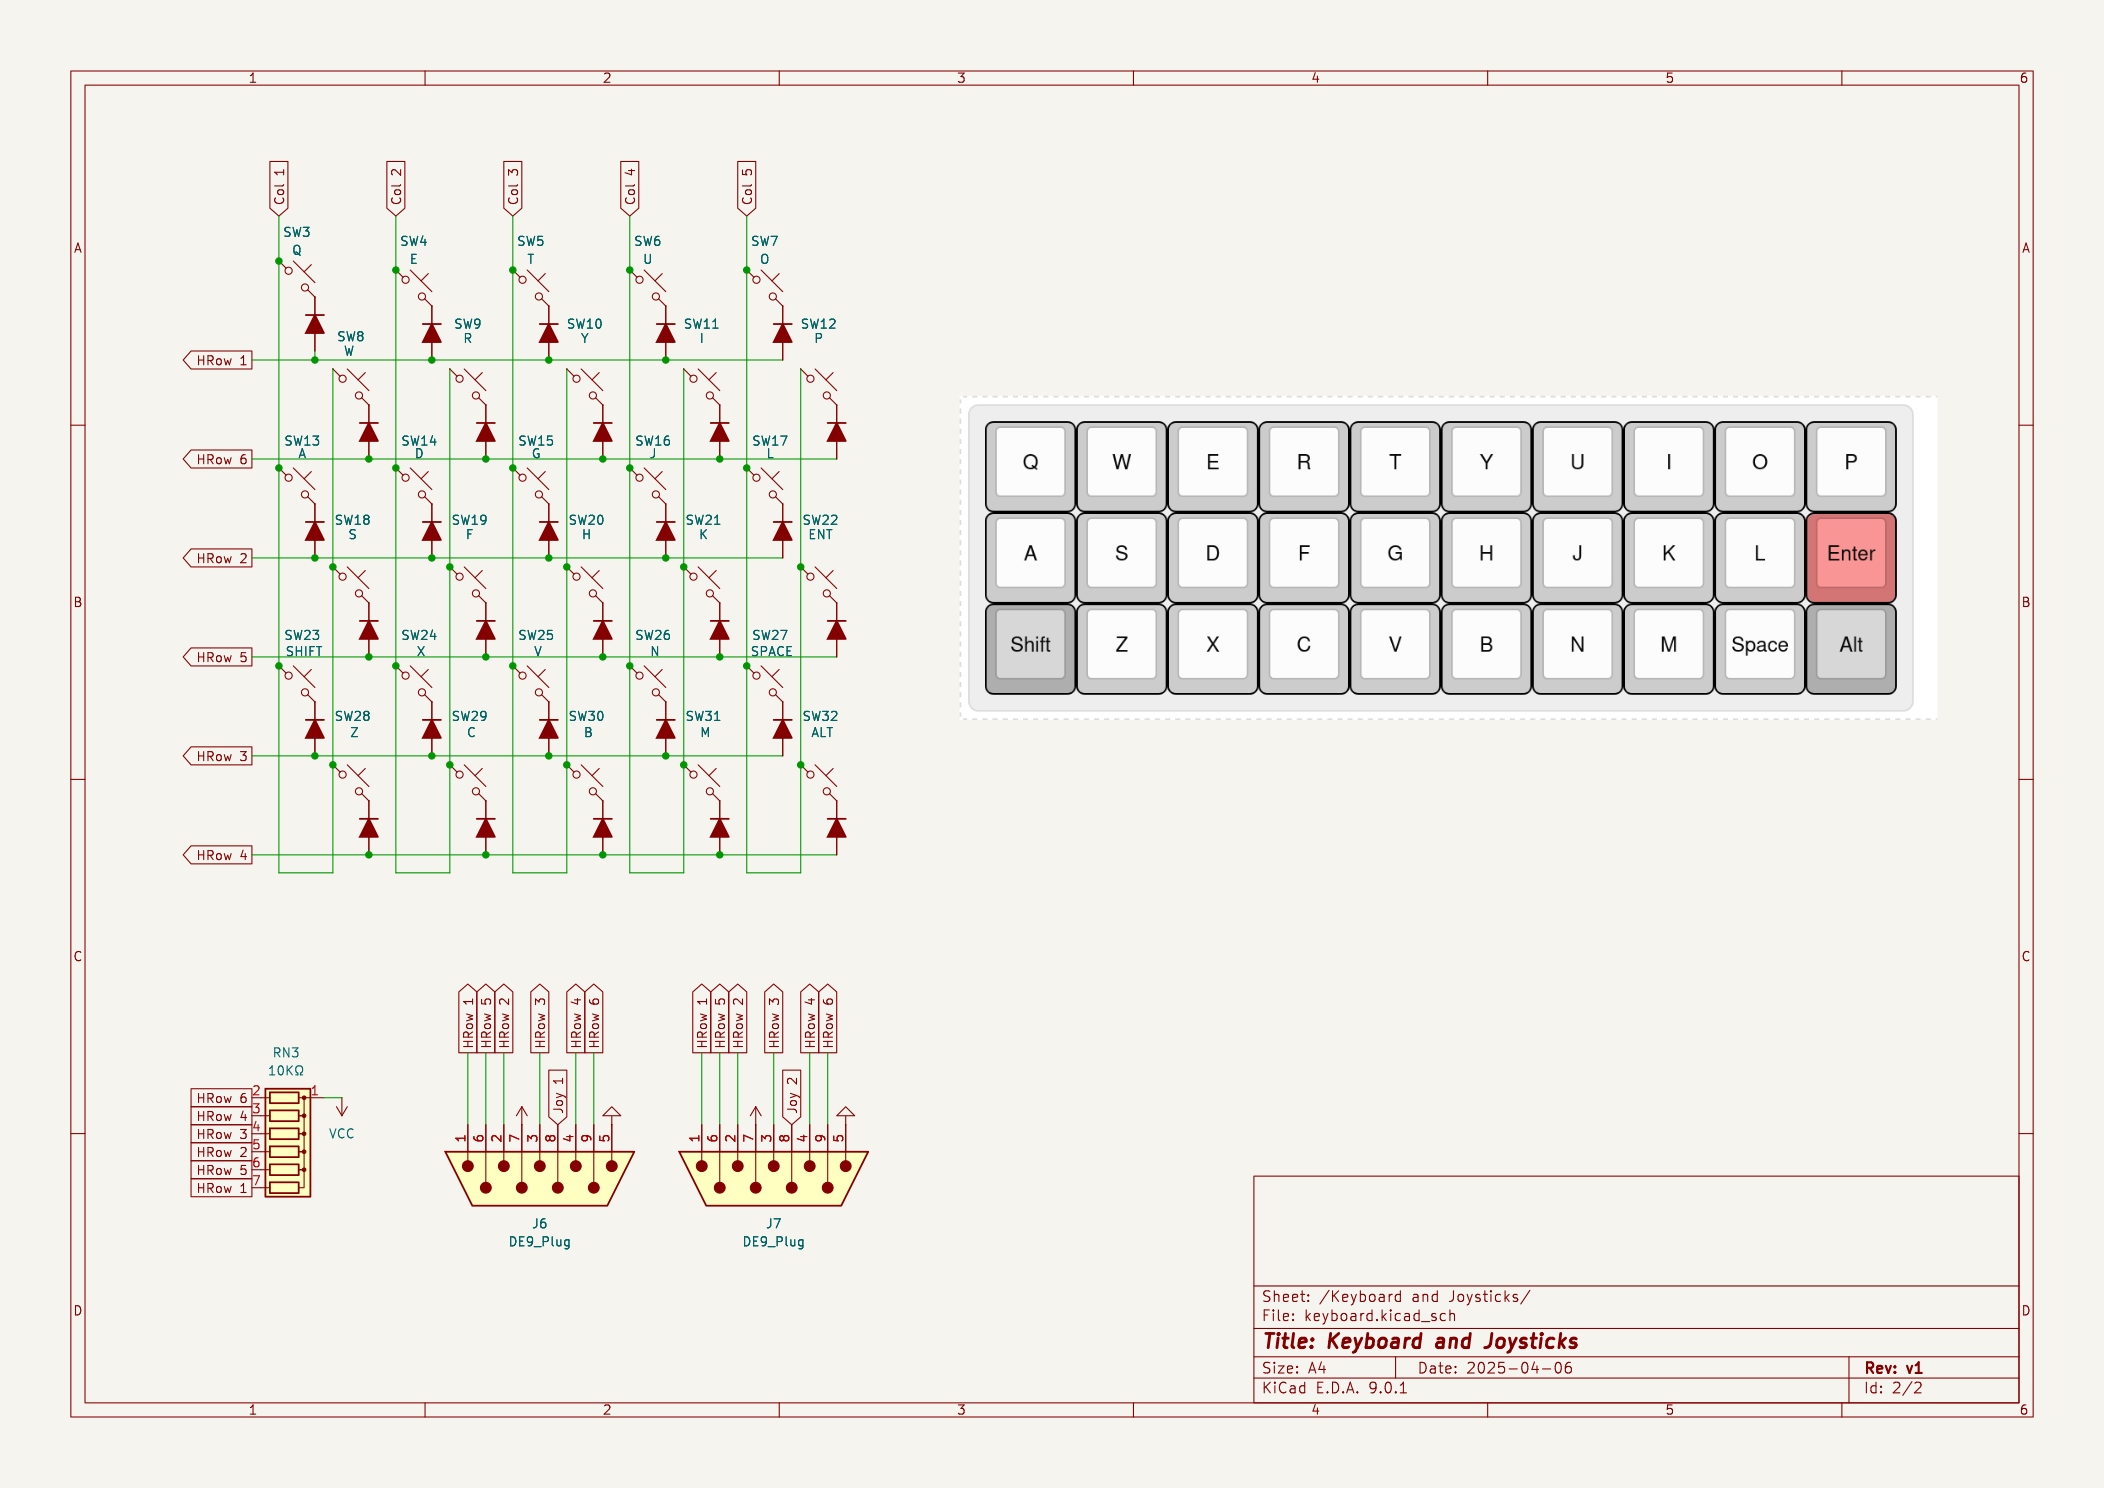 1 2 3 4 5 6
A A
B B
C C
D D
Col 1 Col 2 Col 3 Col 4 Col 5
SW3 SW4 SW5 SW6 SW7
Q E T U O
SW8 SW9 SW10 SW11 SW12
W R Y I P
HRow 1
SW13 SW14 SW15 SW16 SW17
A D G J L
HRow 6
SW18 SW19 SW20 SW21 SW22
S F H K ENT
HRow 2
SW23 SW24 SW25 SW26 SW27
SHIFT X V N SPACE
HRow 5
SW28 SW29 SW30 SW31 SW32
Z C B M ALT
HRow 3
HRow 4
Q W E R T Y U I O P
A S D F G H J K L Enter
Shift Z X C V B N M Space Alt
RN3
10KΩ
HRow 6 2 1
HRow 4 3
HRow 3 4
HRow 2 5
HRow 5 6
HRow 1 7
VCC
HRow 1 HRow 5 HRow 2 HRow 3 HRow 4 HRow 6
Joy 1
1 6 2 7 3 8 4 9 5
J6
DE9_Plug
HRow 1 HRow 5 HRow 2 HRow 3 HRow 4 HRow 6
Joy 2
1 6 2 7 3 8 4 9 5
J7
DE9_Plug
Sheet: /Keyboard and Joysticks/
File: keyboard.kicad_sch
Title: Keyboard and Joysticks
Size: A4 Date: 2025-04-06 Rev: v1
KiCad E.D.A. 9.0.1 Id: 2/2
1 2 3 4 5 6